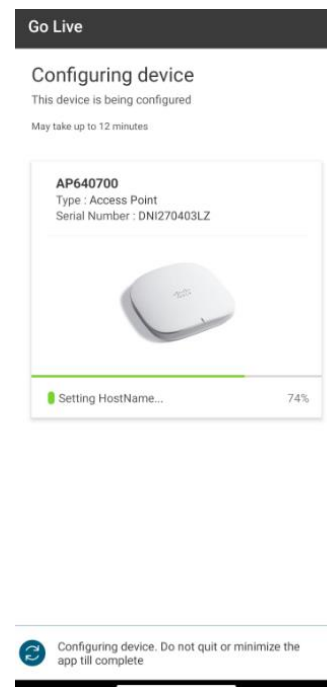 Go Live
Configuring device
This device is being configured
May take up to 12 minutes
AP640700
Type : Access Point
Serial Number : DNI270403LZ
Setting HostName... 74%
Configuring device. Do not quit or minimize the
app till complete